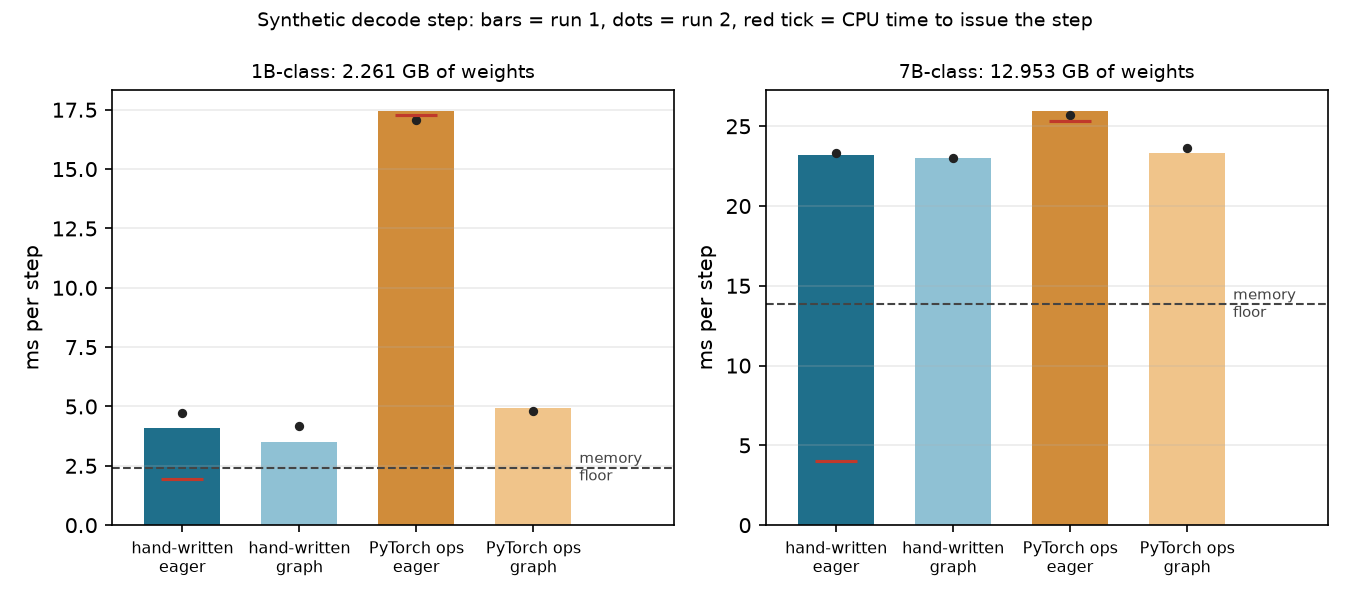 Synthetic decode step: bars = run 1, dots = run 2, red tick = CPU time to issue the step
1B-class: 2.261 GB of weights
ms per step
17.5
15.0
12.5
10.0
7.5
5.0
2.5
0.0
memory
floor
hand-written
eager
hand-written
graph
PyTorch ops
eager
PyTorch ops
graph
7B-class: 12.953 GB of weights
ms per step
25
20
15
10
5
0
memory
floor
hand-written
eager
hand-written
graph
PyTorch ops
eager
PyTorch ops
graph